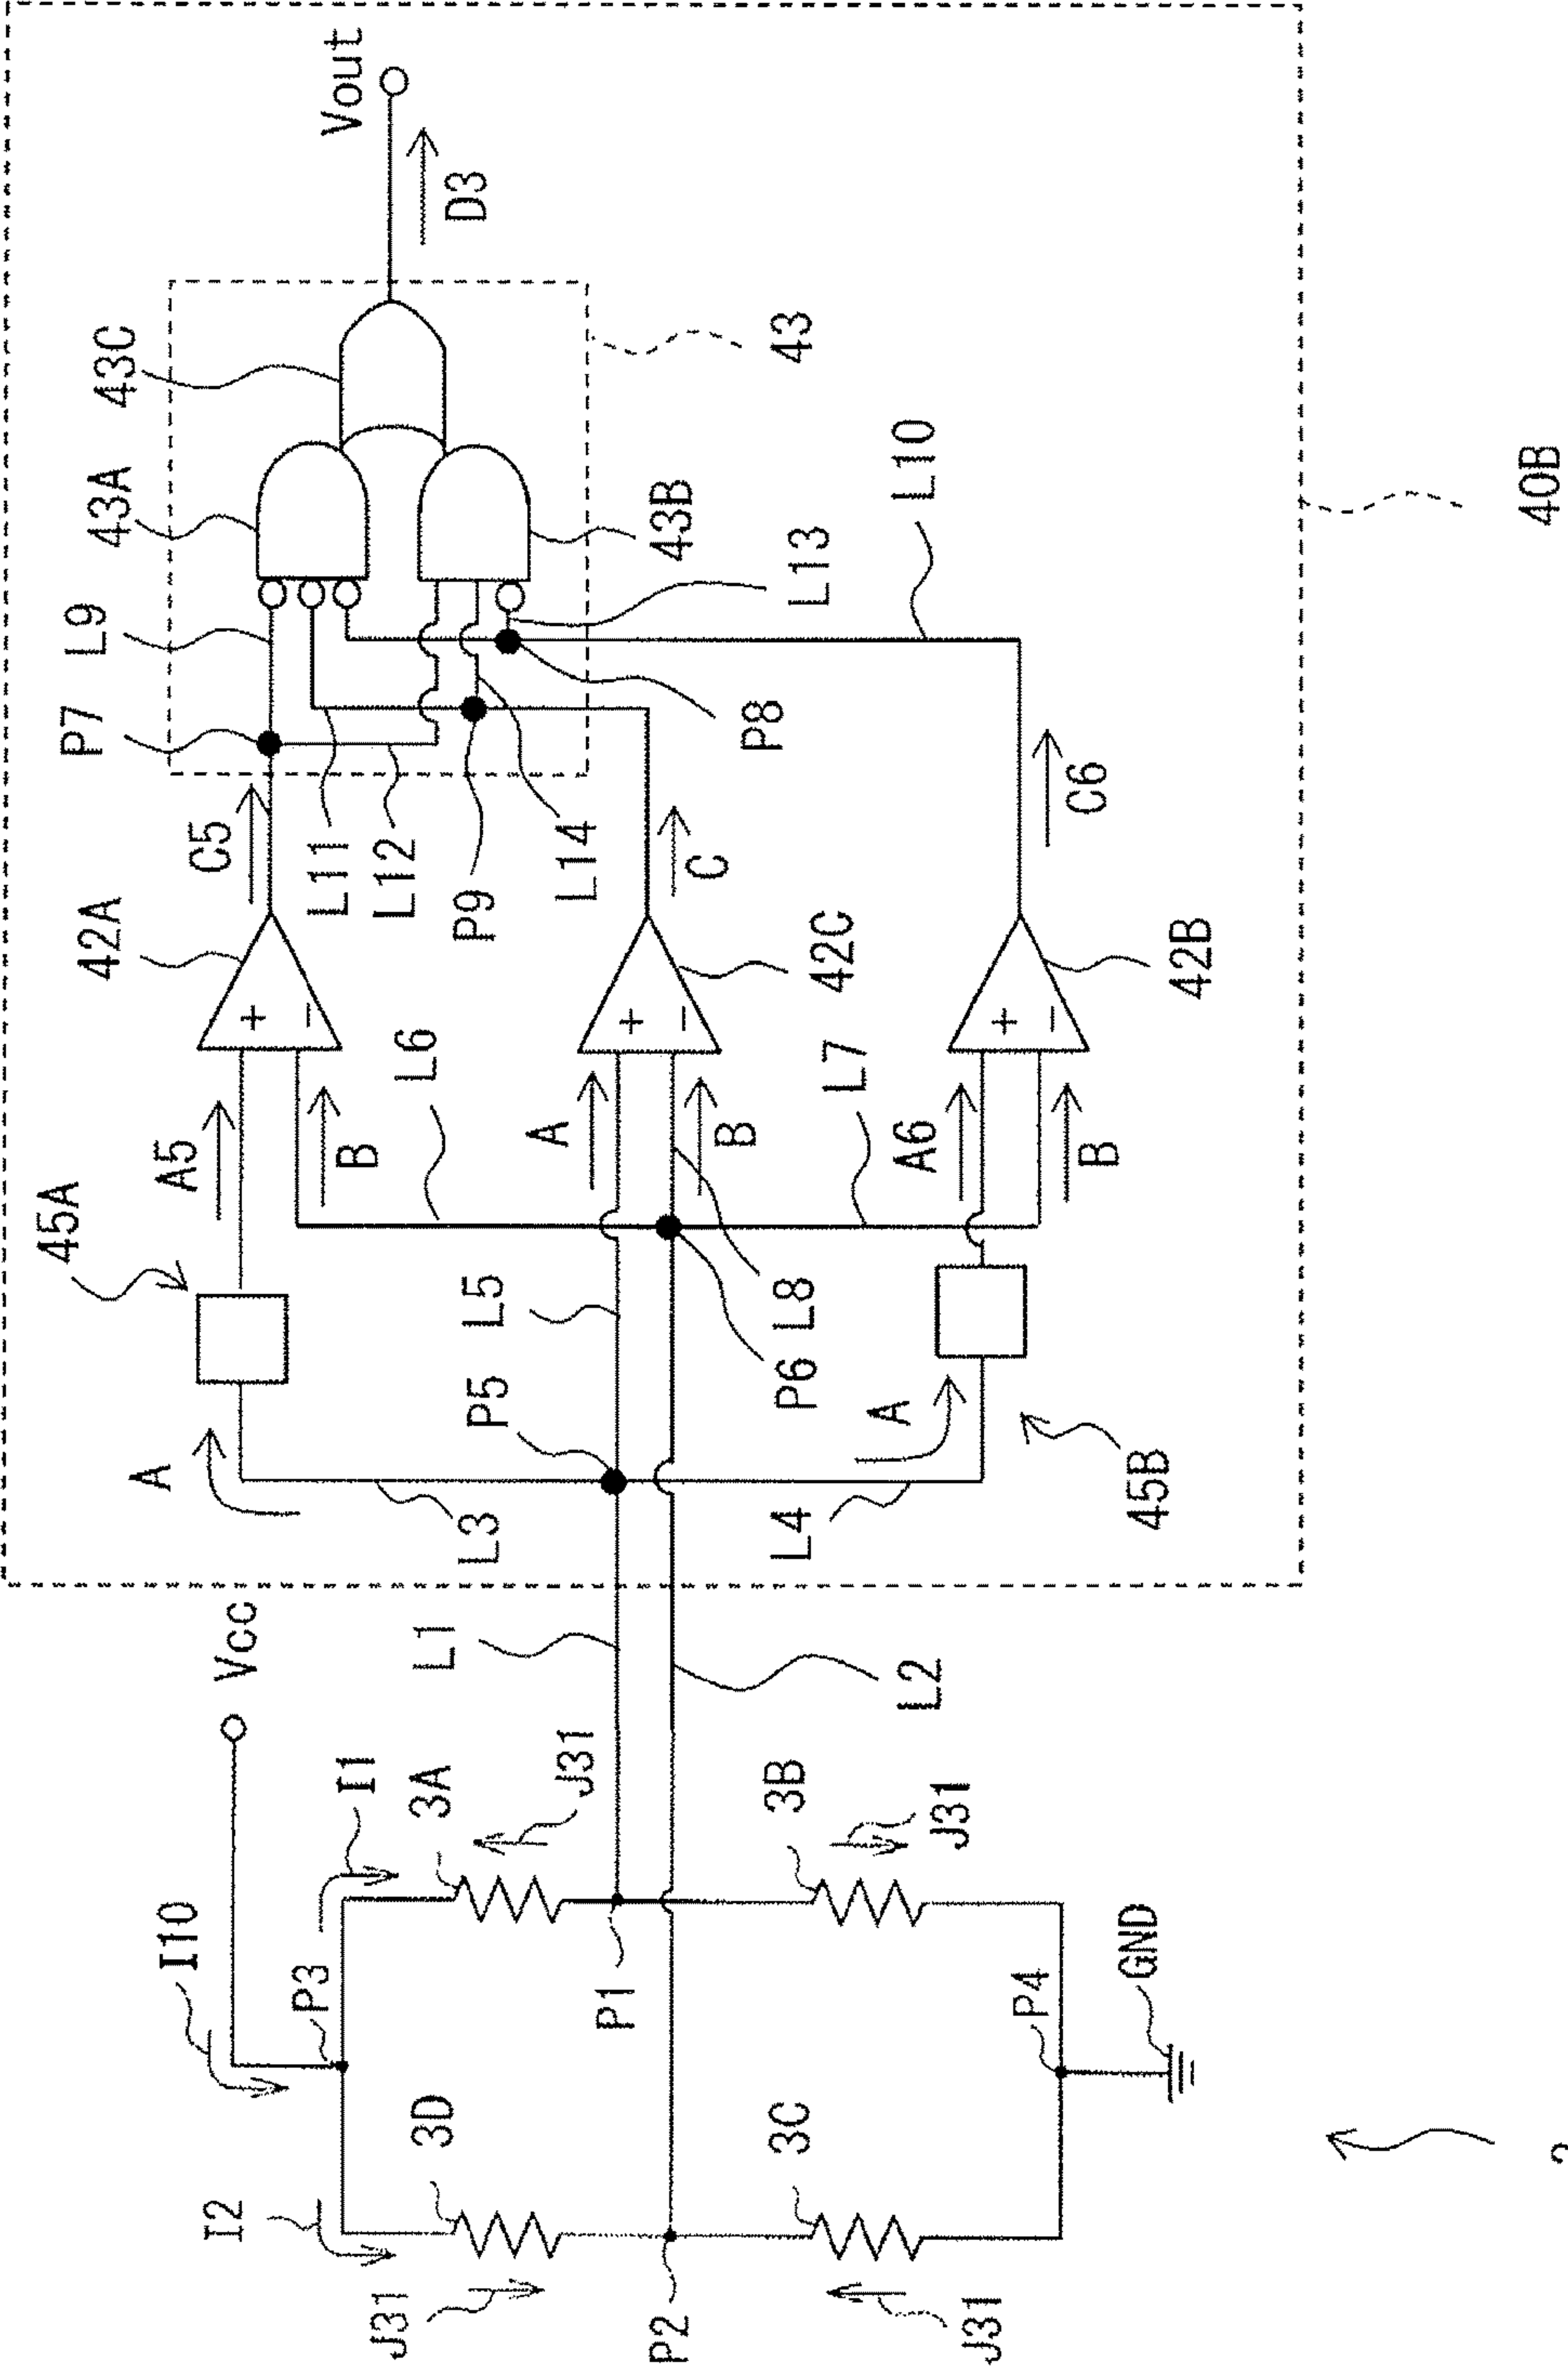 Vout
D3
43C
43
43A
43B
L10
40B
L9
L13
P7
P8
C5
L11
L12
L14
P9
C
C6
42A
+
−
42C
+
−
42B
+
−
L6
L7
A5
B
A
B
A6
B
45A
L5
L8
P5
P6
A
A
L3
L4
45B
Vcc
L1
L2
I1
3A
J31
3B
J31
I10
P3
P1
P4
GND
I2
3D
3C
J31
P2
J31